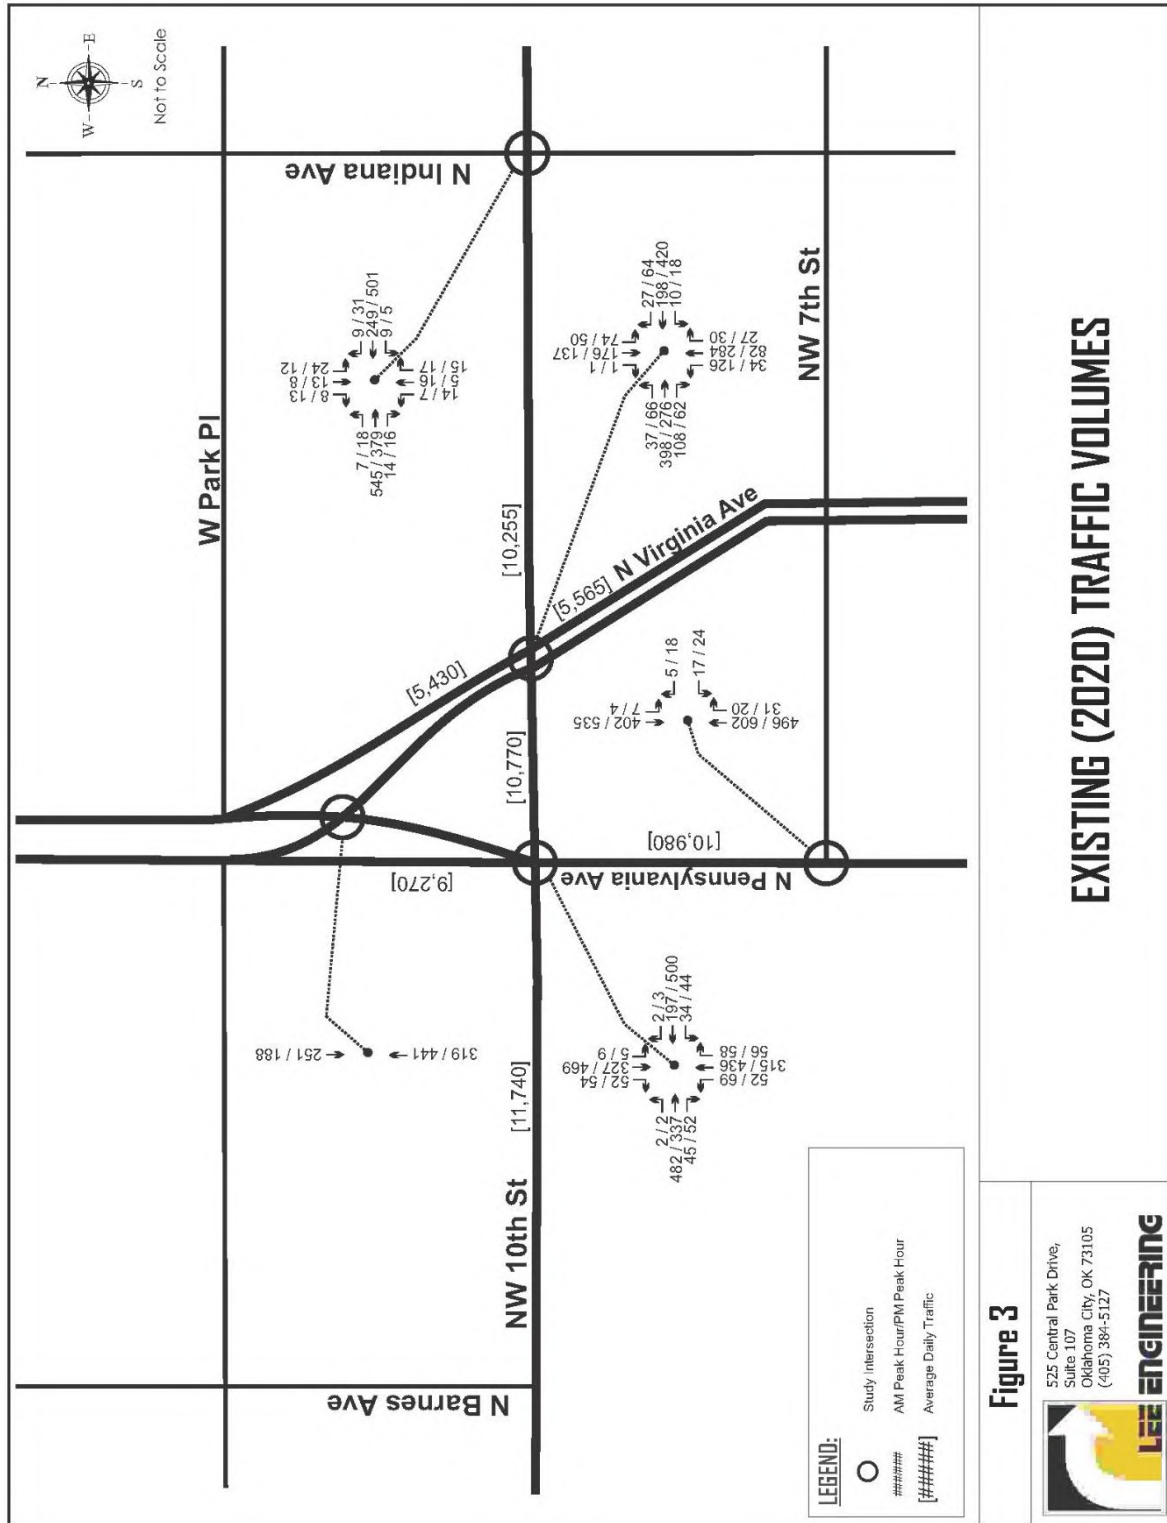 N
W
E
S
Not to Scale
W Park Pl
N Indiana Ave
8 / 13
13 / 8
24 / 12
9 / 31
249 / 501
9 / 5
7 / 18
545 / 379
14 / 16
14 / 7
5 / 16
15 / 17
251 / 188
319 / 441
[9,270]
[5,430]
NW 10th St
[11,740]
[10,770]
[10,255]
N Barnes Ave
N Pennsylvania Ave
[10,980]
[5,565]
N Virginia Ave
1 / 1
176 / 137
74 / 50
27 / 64
198 / 420
10 / 18
37 / 66
398 / 276
108 / 62
34 / 126
82 / 284
27 / 30
52 / 54
327 / 469
5 / 9
2 / 3
197 / 500
34 / 44
2 / 2
482 / 337
45 / 52
52 / 69
315 / 436
56 / 58
402 / 535
7 / 4
5 / 18
17 / 24
496 / 602
31 / 20
NW 7th St
LEGEND:
Study Intersection
##/## AM Peak Hour/PM Peak Hour
[#####] Average Daily Traffic
Figure 3
EXISTING (2020) TRAFFIC VOLUMES
525 Central Park Drive,
Suite 107
Oklahoma City, OK 73105
(405) 384-5127
LEE ENGINEERING